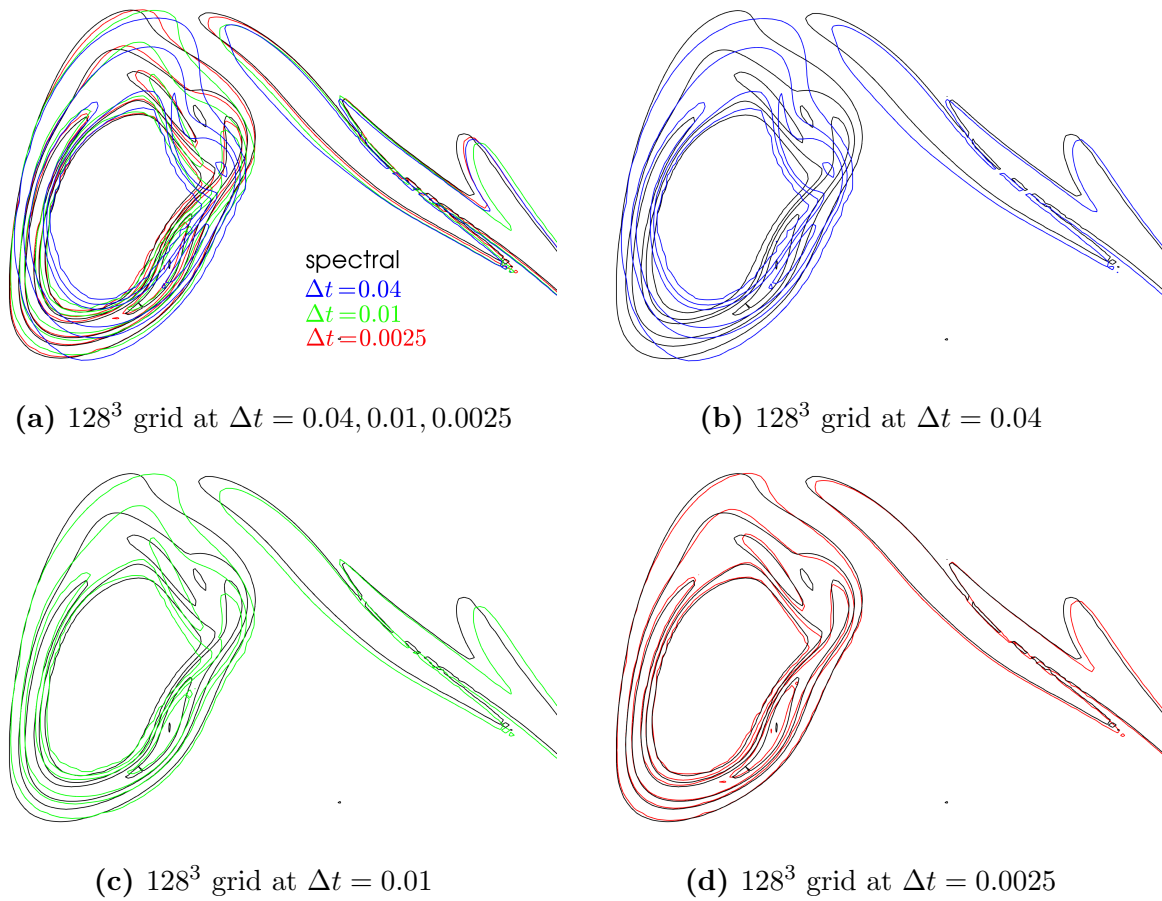 spectral
Δt = 0.04
Δt = 0.01
Δt = 0.0025
(a) 128³ grid at Δt = 0.04, 0.01, 0.0025
(b) 128³ grid at Δt = 0.04
(c) 128³ grid at Δt = 0.01
(d) 128³ grid at Δt = 0.0025